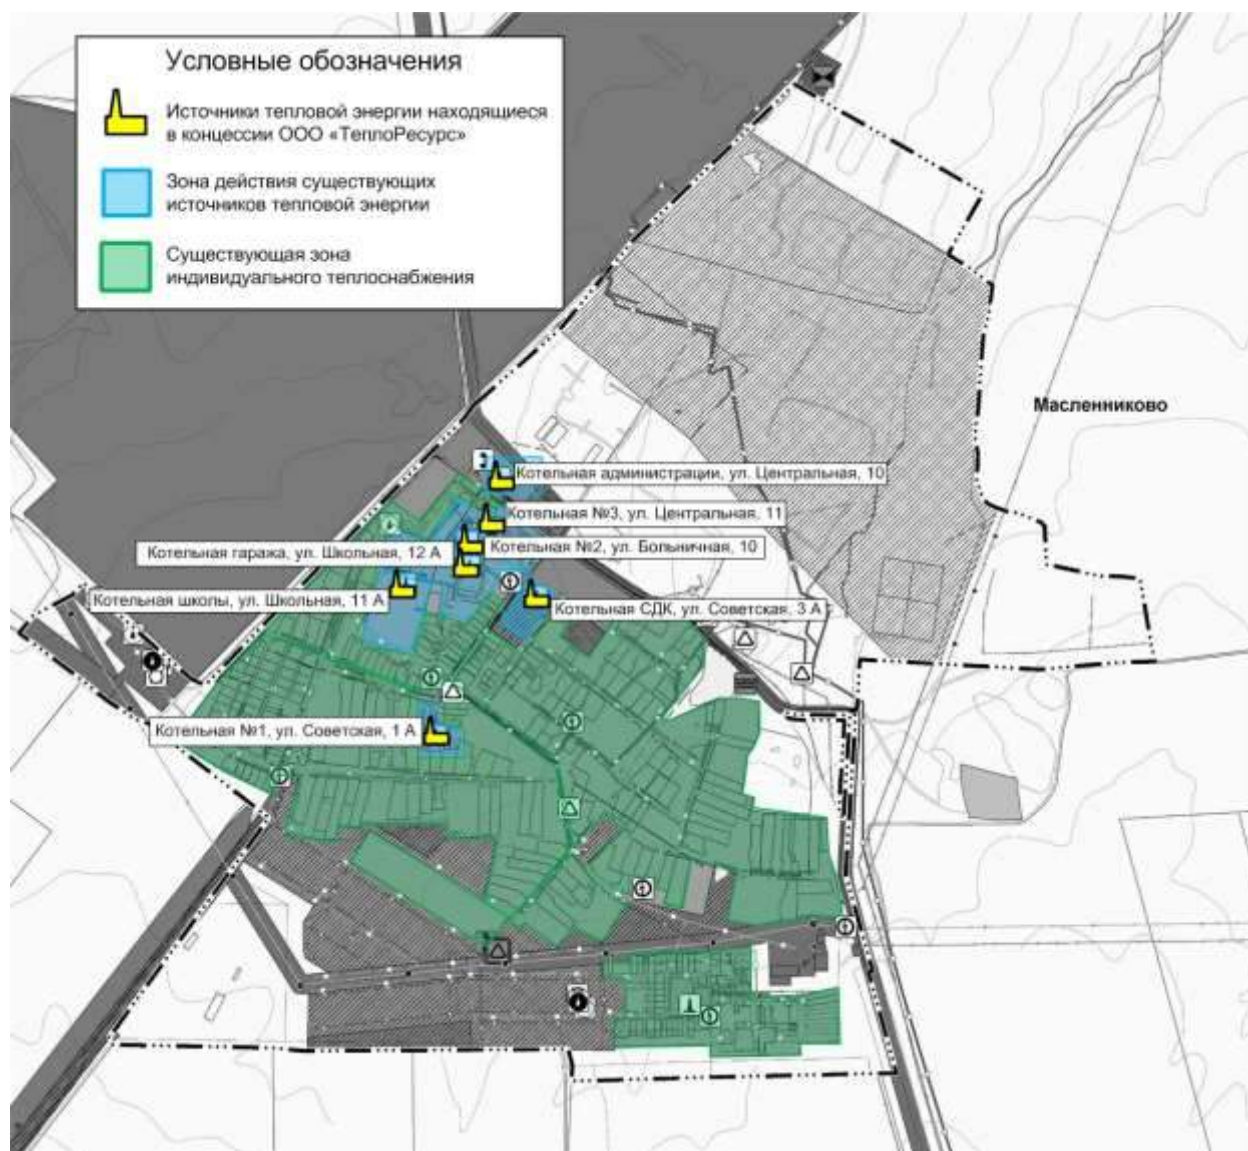 Условные обозначения
Источники тепловой энергии находящиеся
в концессии ООО «ТеплоРесурс»
Зона действия существующих
источников тепловой энергии
Существующая зона
индивидуального теплоснабжения
Масленниково
Котельная администрации, ул. Центральная, 10
Котельная №3, ул. Центральная, 11
Котельная гаража, ул. Школьная, 12 А
Котельная №2, ул. Больничная, 10
Котельная школы, ул. Школьная, 11 А
Котельная СДК, ул. Советская, 3 А
Котельная №1, ул. Советская, 1 А